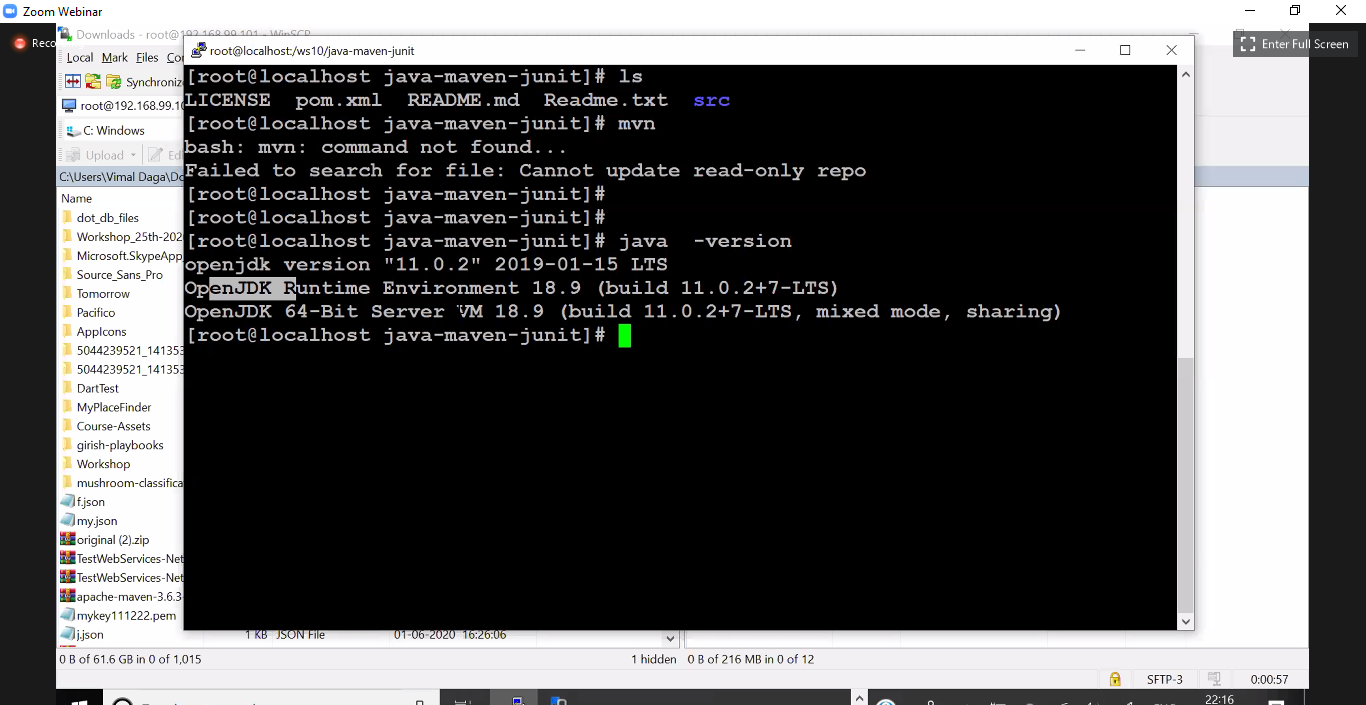 Zoom Webinar
Reco
Downloads - root@192.168.99.101 - WinSCP
Enter Full Screen
Local Mark Files Co
Synchroniz
root@192.168.99.10
C: Windows
Upload Ed
C:\Users\Vimal Daga\Do
Name
dot_db_files
Workshop_25th-202
Microsoft.SkypeApp
Source_Sans_Pro
Tomorrow
Pacifico
AppIcons
5044239521_141353
5044239521_141353
DartTest
MyPlaceFinder
Course-Assets
girish-playbooks
Workshop
mushroom-classifica
f.json
my.json
original (2).zip
TestWebServices-Net
TestWebServices-Net
apache-maven-3.6.3-
mykey111222.pem
j.json 1 KB JSON File 01-06-2020 16:26:06
root@localhost:/ws10/java-maven-junit
[root@localhost java-maven-junit]# ls
LICENSE pom.xml README.md Readme.txt src
[root@localhost java-maven-junit]# mvn
bash: mvn: command not found...
Failed to search for file: Cannot update read-only repo
[root@localhost java-maven-junit]#
[root@localhost java-maven-junit]#
[root@localhost java-maven-junit]# java  -version
openjdk version "11.0.2" 2019-01-15 LTS
OpenJDK Runtime Environment 18.9 (build 11.0.2+7-LTS)
OpenJDK 64-Bit Server VM 18.9 (build 11.0.2+7-LTS, mixed mode, sharing)
[root@localhost java-maven-junit]#
0 B of 61.6 GB in 0 of 1,015 1 hidden 0 B of 216 MB in 0 of 12
SFTP-3 0:00:57
22:16